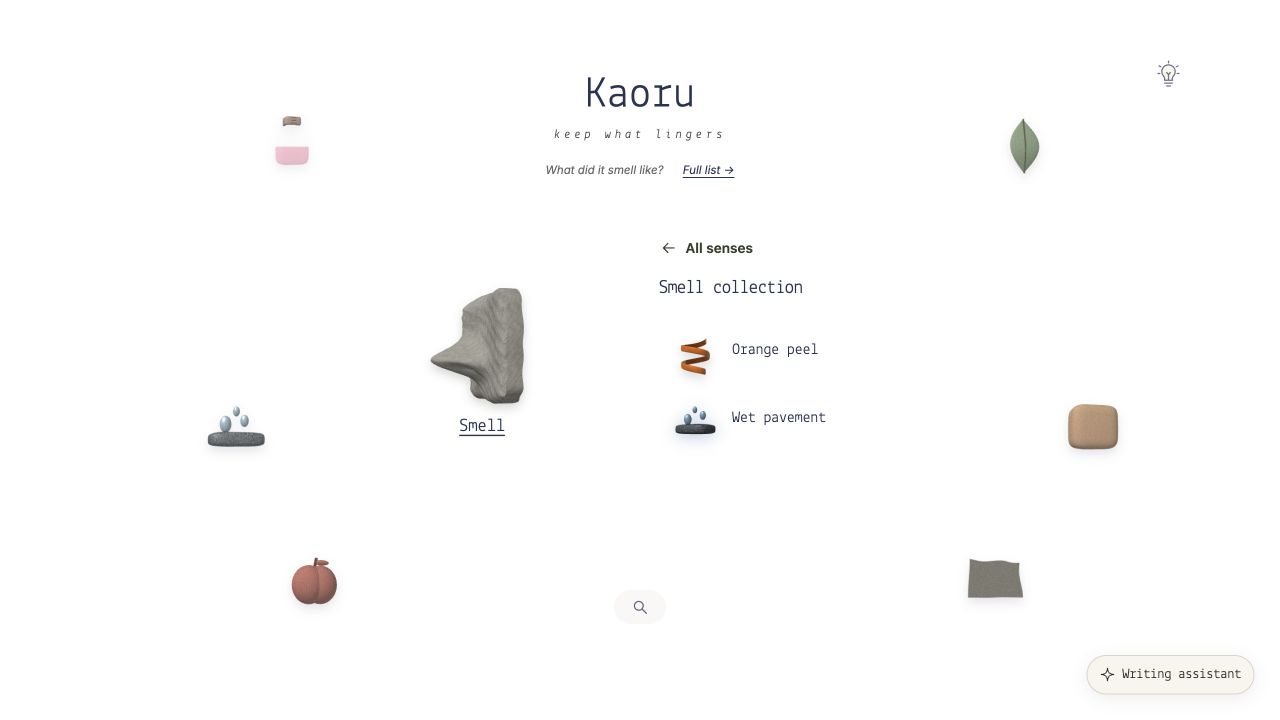 Kaoru
keep what lingers
What did it smell like? Full list →
← All senses
Smell collection
Orange peel
Smell
Wet pavement
Writing assistant